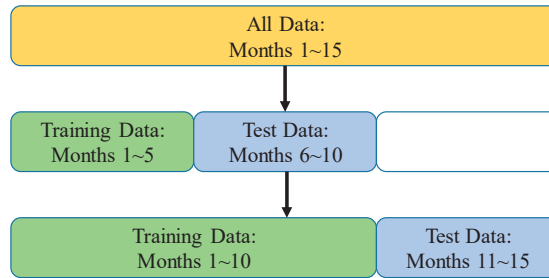 All Data:
Months 1~15
Training Data:
Months 1~5
Test Data:
Months 6~10
Training Data:
Months 1~10
Test Data:
Months 11~15